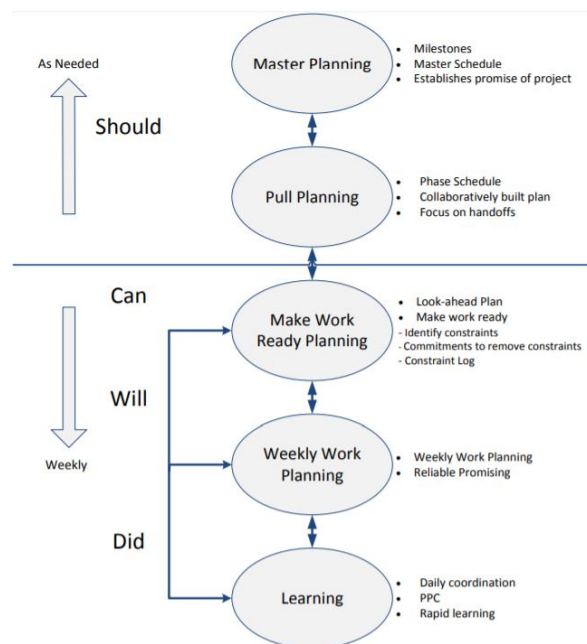 As Needed
Should
Master Planning
• Milestones
• Master Schedule
• Establishes promise of project
Pull Planning
• Phase Schedule
• Collaboratively built plan
• Focus on handoffs
Can
Make Work
Ready Planning
• Look-ahead Plan
• Make work ready
- Identify constraints
- Commitments to remove constraints
- Constraint Log
Will
Weekly
Weekly Work
Planning
• Weekly Work Planning
• Reliable Promising
Did
Learning
• Daily coordination
• PPC
• Rapid learning